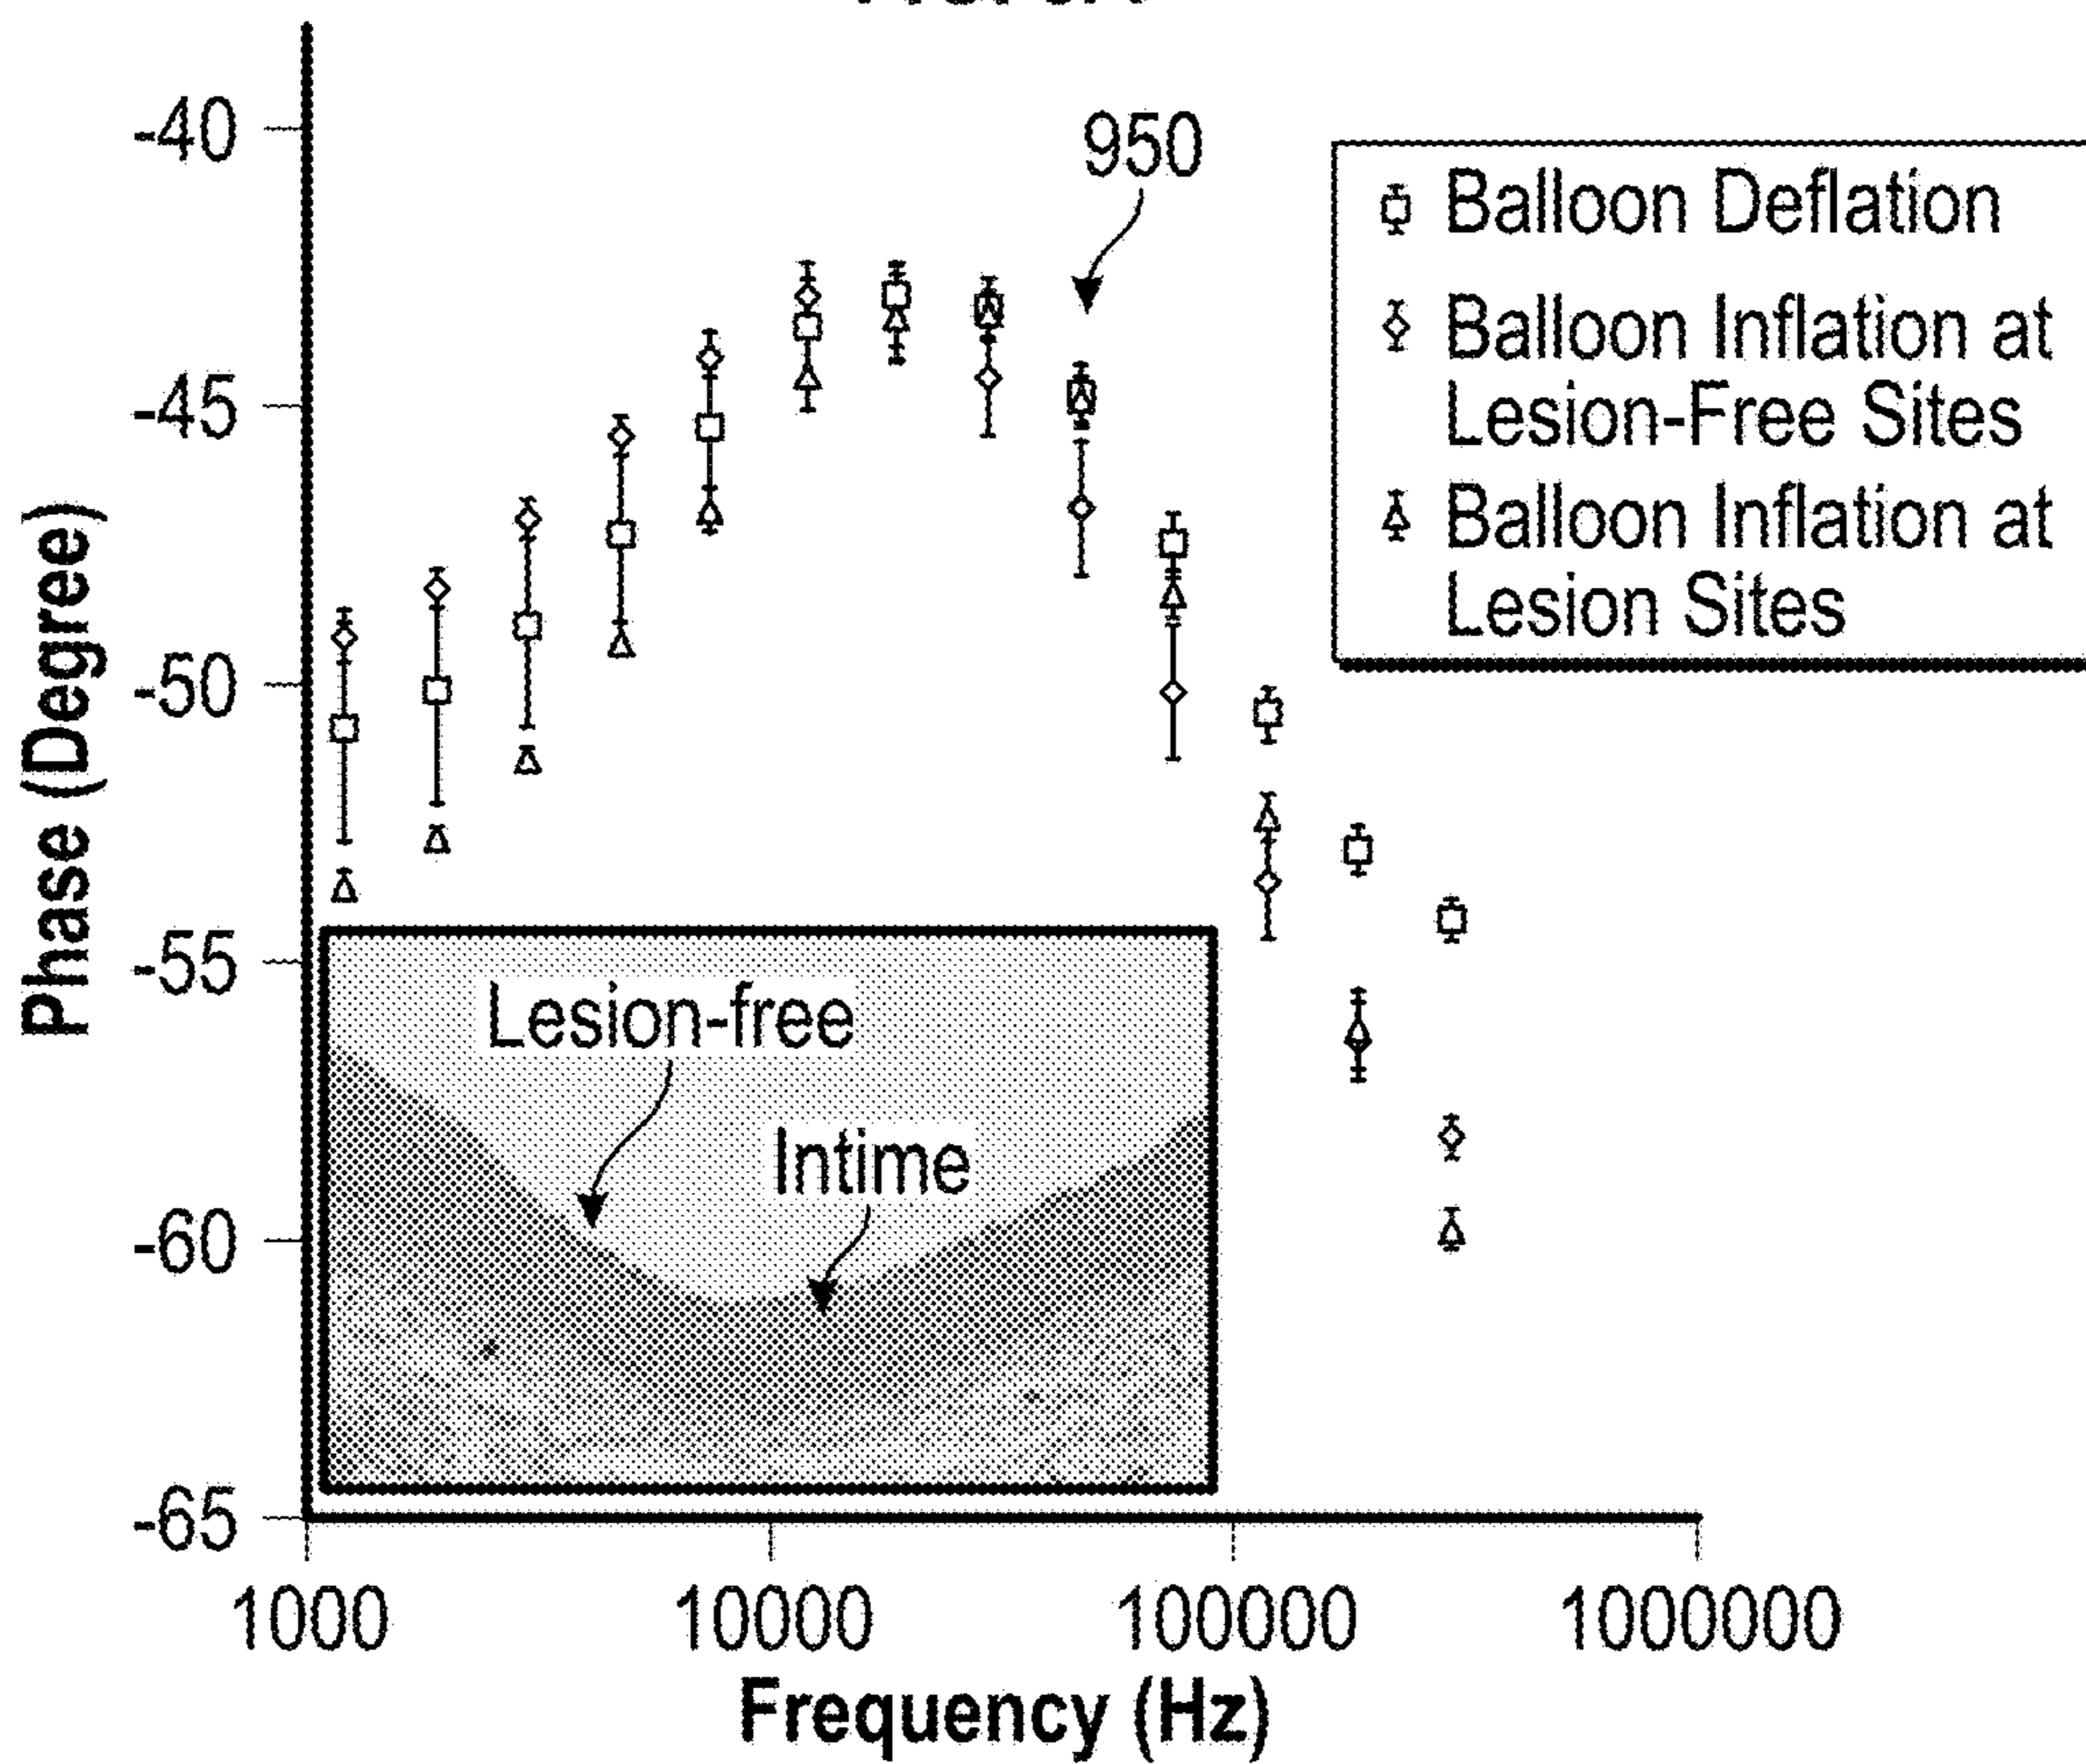 -40
-45
-50
-55
-60
-65
Phase (Degree)
950
Balloon Deflation
Balloon Inflation at
Lesion-Free Sites
Balloon Inflation at
Lesion Sites
Lesion-free
Intime
1000
10000
100000
1000000
Frequency (Hz)